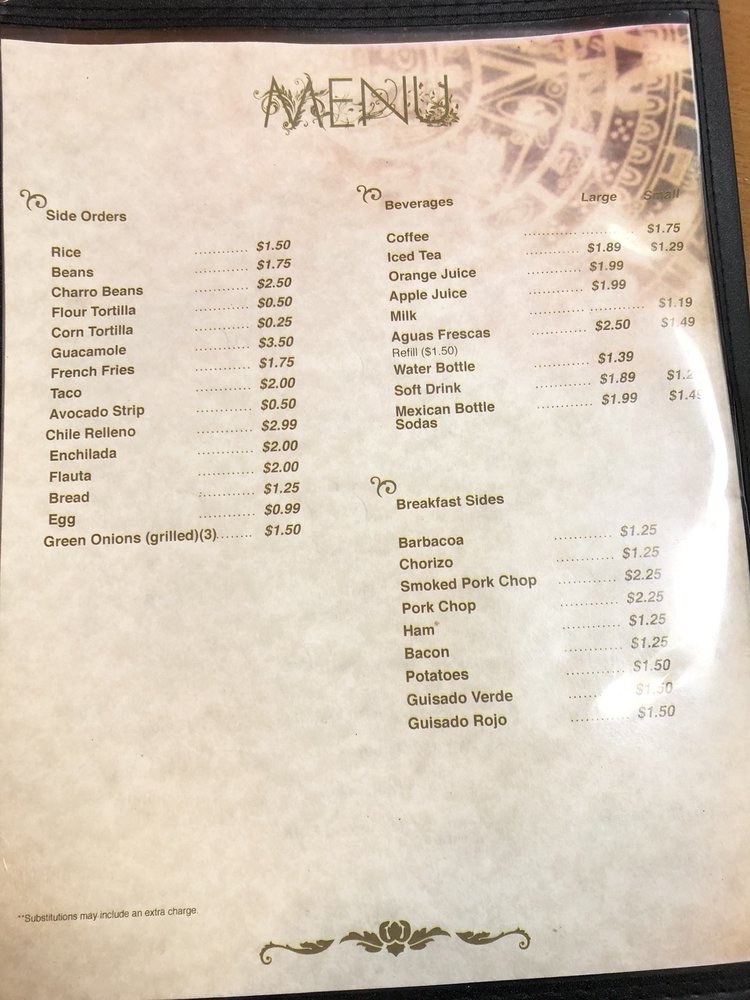 MENU
Side Orders
Rice ............ $1.50
Beans ............ $1.75
Charro Beans ............ $2.50
Flour Tortilla ............ $0.50
Corn Tortilla ............ $0.25
Guacamole ............ $3.50
French Fries ............ $1.75
Taco ............ $2.00
Avocado Strip ............ $0.50
Chile Relleno ............ $2.99
Enchilada ............ $2.00
Flauta ............ $2.00
Bread ............ $1.25
Egg ............ $0.99
Green Onions (grilled)(3)........ $1.50
Beverages Large Small
Coffee ........................ $1.75
Iced Tea ............ $1.89 $1.29
Orange Juice ............ $1.99
Apple Juice ............ $1.99
Milk ........................ $1.19
Aguas Frescas ............ $2.50 $1.49
Refill ($1.50)
Water Bottle ............ $1.39
Soft Drink ............ $1.89
Mexican Bottle ............ $1.99
Sodas
Breakfast Sides
Barbacoa ............ $1.25
Chorizo ............ $1.25
Smoked Pork Chop ............ $2.25
Pork Chop ............ $2.25
Ham ............ $1.25
Bacon ............ $1.25
Potatoes ............ $1.50
Guisado Verde ............ $1.50
Guisado Rojo ............ $1.50
**Substitutions may include an extra charge.